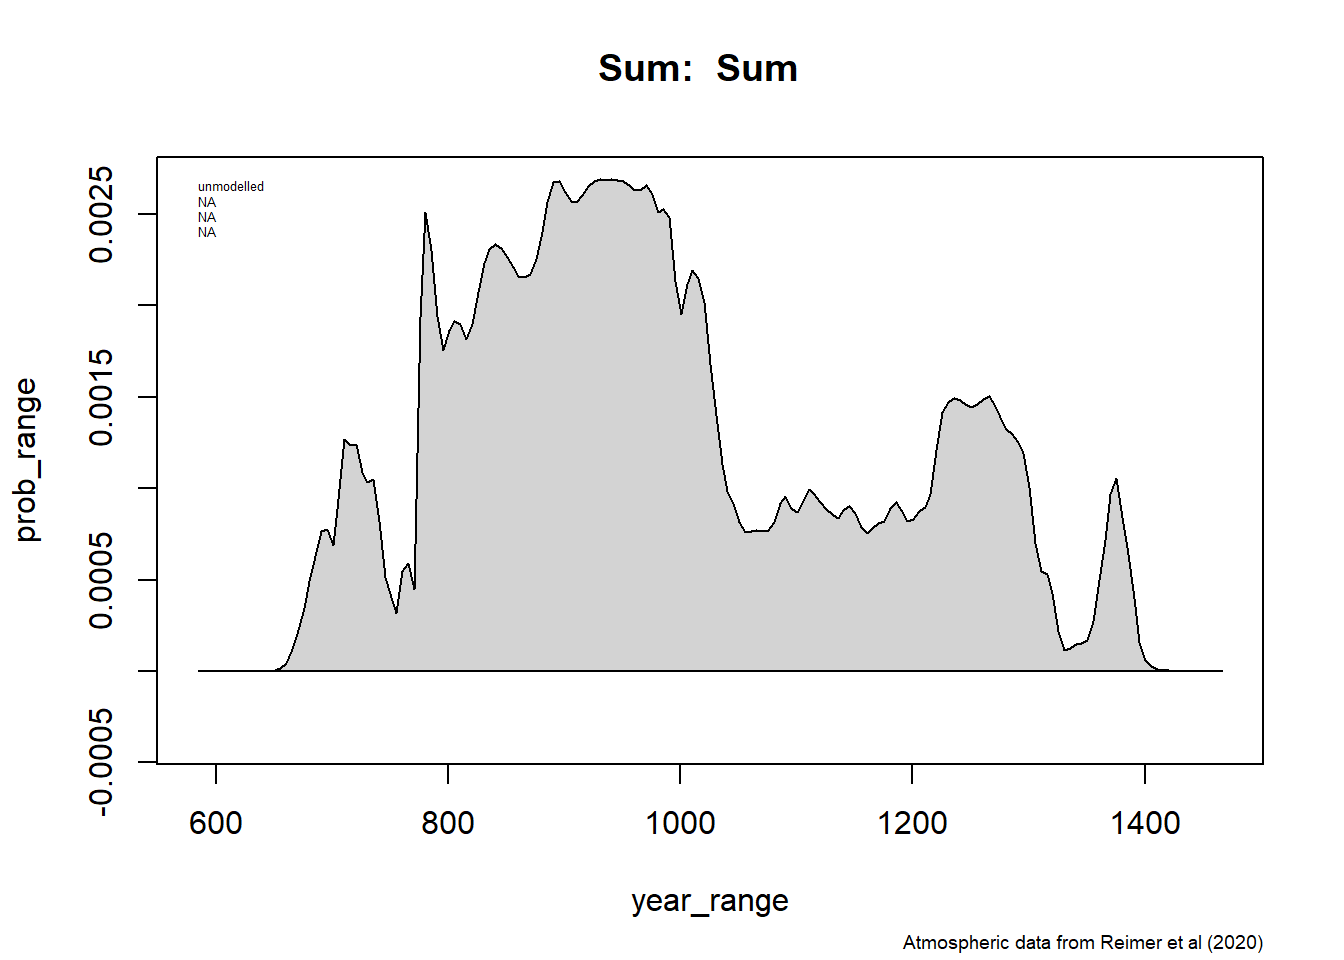 Sum:  Sum
unmodelled
NA
NA
NA
prob_range
0.0025
0.0015
0.0005
-0.0005
600 800 1000 1200 1400
year_range
Atmospheric data from Reimer et al (2020)